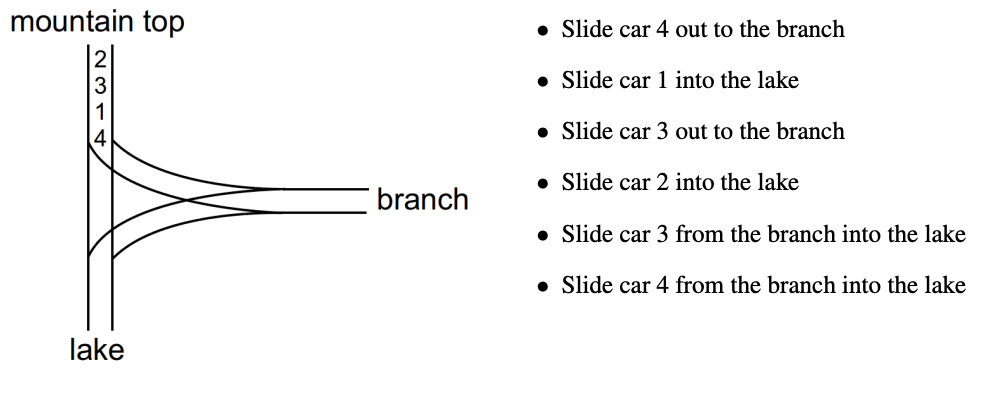 mountain top
2
3
1
4
branch
lake
• Slide car 4 out to the branch
• Slide car 1 into the lake
• Slide car 3 out to the branch
• Slide car 2 into the lake
• Slide car 3 from the branch into the lake
• Slide car 4 from the branch into the lake